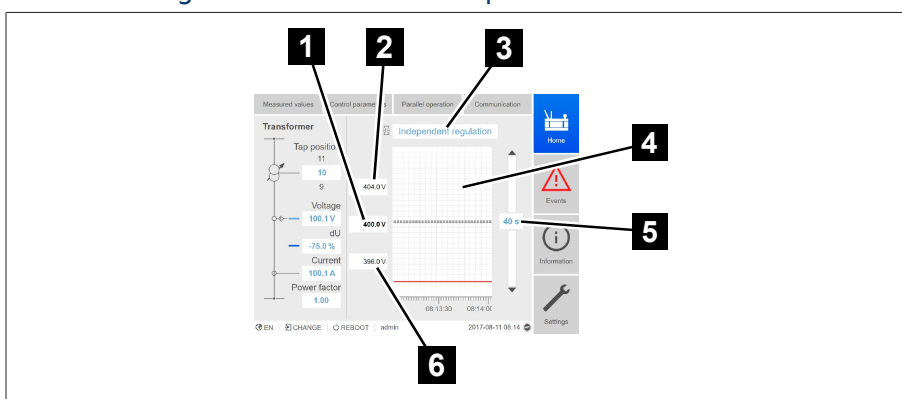 1 2 3
Measured values Control parameters Parallel operation Communication
Transformer Independent regulation Home
Tap position 4
11
10
9 404.0 V Events
Voltage
100.1 V 400.0 V 40 s 5
dU
-75.0 %
Current 396.0 V Information
100.1 A
Power factor
1.00 08:13:30 08:14:00
EN CHANGE REBOOT admin 2017-08-11 08:14 Settings
6